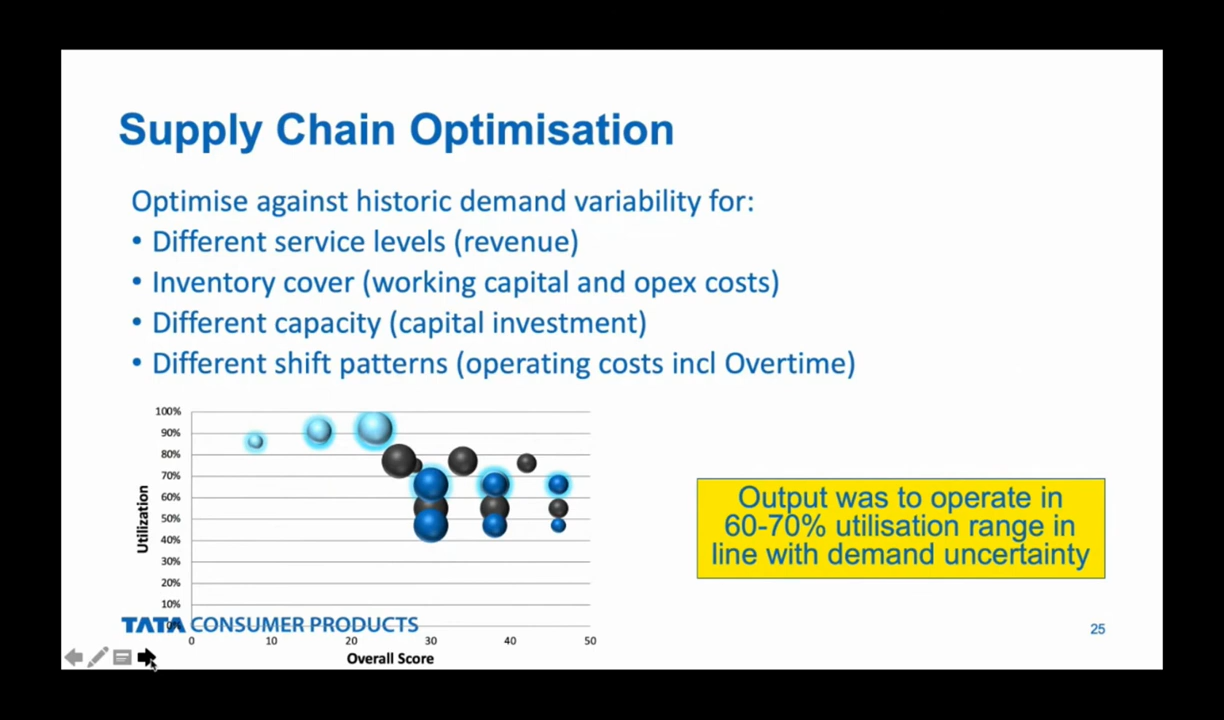 Supply Chain Optimisation
Optimise against historic demand variability for:
• Different service levels (revenue)
• Inventory cover (working capital and opex costs)
• Different capacity (capital investment)
• Different shift patterns (operating costs incl Overtime)
100%
90%
80%
70%
60%
50%
40%
30%
20%
10%
0%
Utilization
0 10 20 30 40 50
Overall Score
Output was to operate in
60-70% utilisation range in
line with demand uncertainty
TATA CONSUMER PRODUCTS
25